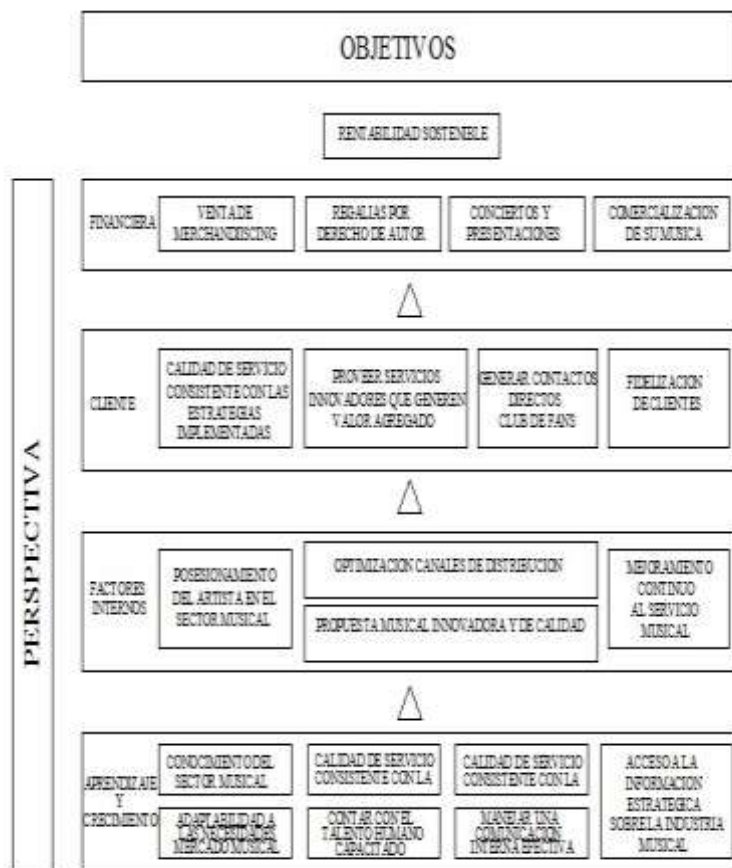 OBJETIVOS
RENTABILIDAD SOSTENIBLE
PERSPECTIVA
FINANCIERA
VENTA DE
MERCHANDIISCING
REGALIAS POR
DERECHO DE AUTOR
CONCIERTOS Y
PRESENTACIONES
COMERCIALIZACION
DE SU MUSICA
CLIENTE
CALIDAD DE SERVICIO
CONSISTENTE CON LAS
ESTRATEGIAS
IMPLEMENTADAS
PROVEER SERVICIOS
INNOVADORES QUE GENEREN
VALOR AGREGADO
GENERAR CONTACTOS
DIRECTOS
CLUB DE FANS
FIDELIZACION
DE CLIENTES
FACTORES
INTERNOS
POSESIONAMIENTO
DEL ARTISTA EN EL
SECTOR MUSICAL
OPTIMIZACION CANALES DE DISTRIBUCION
PROPUESTA MUSICAL INNOVADORA Y DE CALIDAD
MEJORAMIENTO
CONTINUO
AL SERVICIO
MUSICAL
APRENDIZAJE
Y
CRECIMIENTO
CONOCIMIENTO DEL
SECTOR MUSICAL
CALIDAD DE SERVICIO
CONSISTENTE CON LA
CALIDAD DE SERVICIO
CONSISTENTE CON LA
ACCESO A LA
INFORMACION
ESTRATEGICA
SOBRE LA INDUSTRIA
MUSICAL
ADAPTABILIDAD A
LAS NECESIDADES
MERCADO MUSICAL
CONTAR CON EL
TALENTO HUMANO
CAPACITADO
MANEJAR UNA
COMUNICACION
INTERNA EFECTIVA